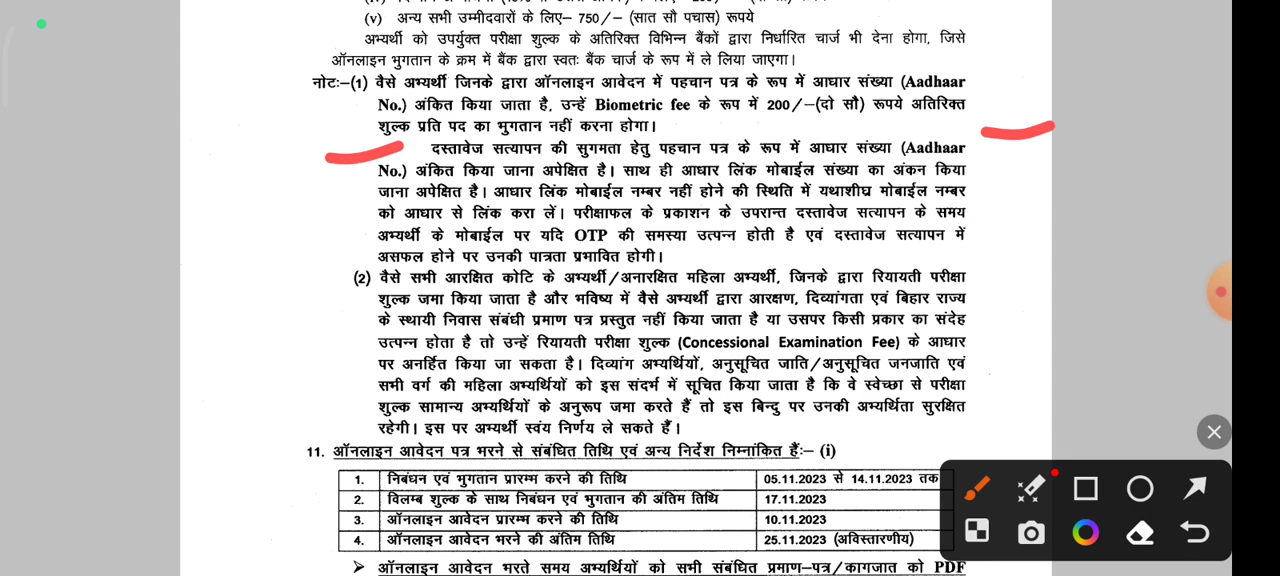 (v) अन्य सभी उम्मीदवारों के लिए– 750/– (सात सौ पचास) रूपये
अभ्यर्थी को उपर्युक्त परीक्षा शुल्क के अतिरिक्त विभिन्न बैंकों द्वारा निर्धारित चार्ज भी देना होगा, जिसे
ऑनलाइन भुगतान के क्रम में बैंक द्वारा स्वतः बैंक चार्ज के रूप में ले लिया जाएगा।
नोटः–(1) वैसे अभ्यर्थी जिनके द्वारा ऑनलाइन आवेदन में पहचान पत्र के रूप में आधार संख्या (Aadhaar
No.) अंकित किया जाता है, उन्हें Biometric fee के रूप में 200/–(दो सौ) रूपये अतिरिक्त
शुल्क प्रति पद का भुगतान नहीं करना होगा।
दस्तावेज सत्यापन की सुगमता हेतु पहचान पत्र के रूप में आधार संख्या (Aadhaar
No.) अंकित किया जाना अपेक्षित है। साथ ही आधार लिंक मोबाईल संख्या का अंकन किया
जाना अपेक्षित है। आधार लिंक मोबाईल नम्बर नहीं होने की स्थिति में यथाशीघ्र मोबाईल नम्बर
को आधार से लिंक करा लें। परीक्षाफल के प्रकाशन के उपरान्त दस्तावेज सत्यापन के समय
अभ्यर्थी के मोबाईल पर यदि OTP की समस्या उत्पन्न होती है एवं दस्तावेज सत्यापन में
असफल होने पर उनकी पात्रता प्रभावित होगी।
(2) वैसे सभी आरक्षित कोटि के अभ्यर्थी/अनारक्षित महिला अभ्यर्थी, जिनके द्वारा रियायती परीक्षा
शुल्क जमा किया जाता है और भविष्य में वैसे अभ्यर्थी द्वारा आरक्षण, दिव्यांगता एवं बिहार राज्य
के स्थायी निवास संबंधी प्रमाण पत्र प्रस्तुत नहीं किया जाता है या उसपर किसी प्रकार का संदेह
उत्पन्न होता है तो उन्हें रियायती परीक्षा शुल्क (Concessional Examination Fee) के आधार
पर अनर्हित किया जा सकता है। दिव्यांग अभ्यर्थियों, अनुसूचित जाति/अनुसूचित जनजाति एवं
सभी वर्ग की महिला अभ्यर्थियों को इस संदर्भ में सूचित किया जाता है कि वे स्वेच्छा से परीक्षा
शुल्क सामान्य अभ्यर्थियों के अनुरूप जमा करते हैं तो इस बिन्दु पर उनकी अभ्यर्थिता सुरक्षित
रहेगी। इस पर अभ्यर्थी स्वंय निर्णय ले सकते हैं।
11. ऑनलाइन आवेदन पत्र भरने से संबंधित तिथि एवं अन्य निर्देश निम्नांकित हैंः– (i)
1. निबंधन एवं भुगतान प्रारम्भ करने की तिथि 05.11.2023 से 14.11.2023 तक
2. विलम्ब शुल्क के साथ निबंधन एवं भुगतान की अंतिम तिथि 17.11.2023
3. ऑनलाइन आवेदन प्रारम्भ करने की तिथि 10.11.2023
4. ऑनलाइन आवेदन भरने की अंतिम तिथि 25.11.2023 (अविस्तारणीय)
➤ ऑनलाइन आवेदन भरते समय अभ्यर्थियों को सभी संबंधित प्रमाण–पत्र/कागजात को PDF